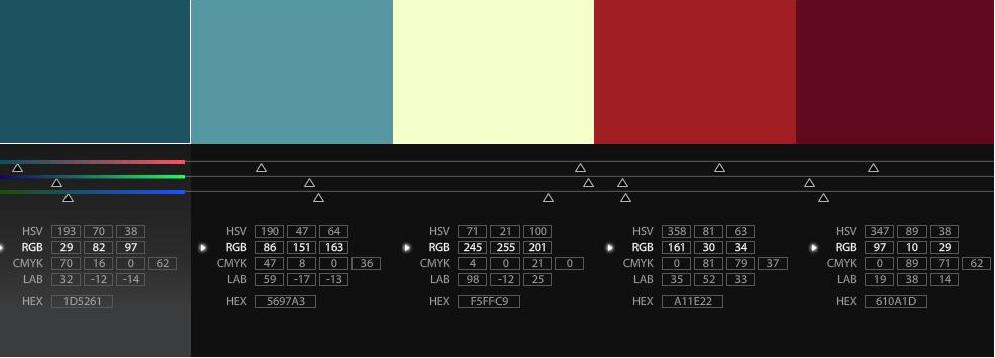 HSV 193 70 38
RGB 29 82 97
CMYK 70 16 0 62
LAB 32 -12 -14
HEX 1D5261
HSV 190 47 64
RGB 86 151 163
CMYK 47 8 0 36
LAB 59 -17 -13
HEX 5697A3
HSV 71 21 100
RGB 245 255 201
CMYK 4 0 21 0
LAB 98 -12 25
HEX F5FFC9
HSV 358 81 63
RGB 161 30 34
CMYK 0 81 79 37
LAB 35 52 33
HEX A11E22
HSV 347 89 38
RGB 97 10 29
CMYK 0 89 71 62
LAB 19 38 14
HEX 610A1D